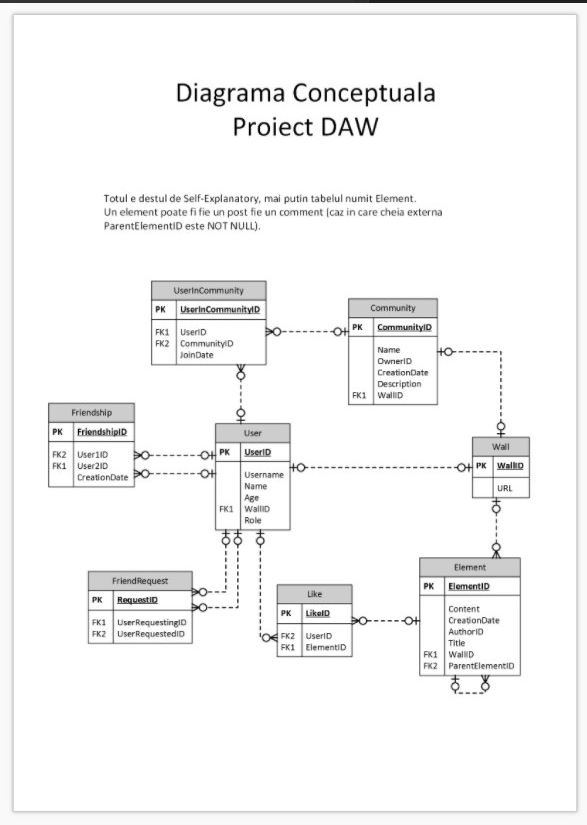 Diagrama Conceptuala
Proiect DAW
Totul e destul de Self-Explanatory, mai putin tabelul numit Element.
Un element poate fi fie un post fie un comment (caz in care cheia externa
ParentElementID este NOT NULL).
UserInCommunity
PK UserInCommunityID
FK1 UserID
FK2 CommunityID
JoinDate
Community
PK CommunityID
Name
OwnerID
CreationDate
Description
FK1 WallID
Friendship
PK FriendshipID
FK2 User1ID
FK1 User2ID
CreationDate
User
PK UserID
Username
Name
Age
FK1 WallID
Role
Wall
PK WallID
URL
FriendRequest
PK RequestID
FK1 UserRequestingID
FK2 UserRequestedID
Like
PK LikeID
FK2 UserID
FK1 ElementID
Element
PK ElementID
Content
CreationDate
AuthorID
Title
FK1 WallID
FK2 ParentElementID